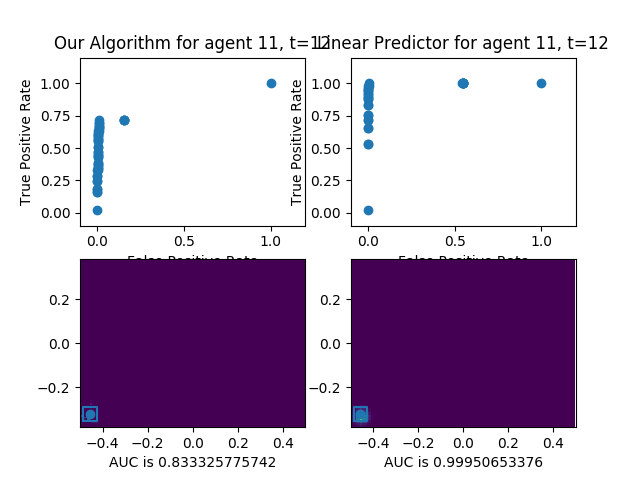 Our Algorithm for agent 11, t=12
Linear Predictor for agent 11, t=12
True Positive Rate
1.00
0.75
0.50
0.25
0.00
0.0 0.5 1.0
False Positive Rate
True Positive Rate
1.00
0.75
0.50
0.25
0.00
0.0 0.5 1.0
False Positive Rate
0.2
0.0
−0.2
−0.4 −0.2 0.0 0.2 0.4
AUC is 0.833325775742
0.2
0.0
−0.2
−0.4 −0.2 0.0 0.2 0.4
AUC is 0.99950653376